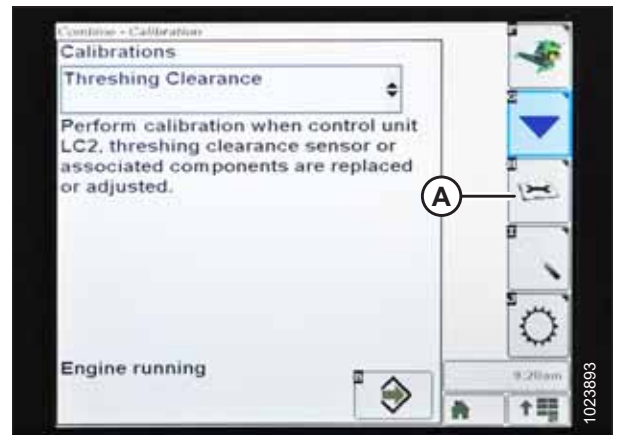 Combine - Calibration
Calibrations
Threshing Clearance
Perform calibration when control unit
LC2, threshing clearance sensor or
associated components are replaced
or adjusted.
A
Engine running
9:20am
1023893